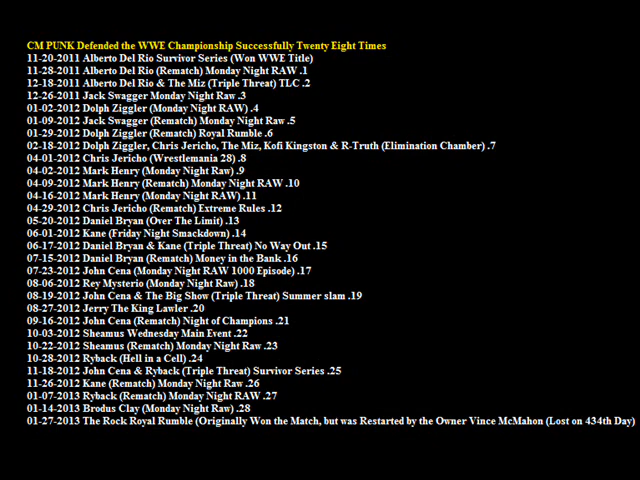 CM PUNK Defended the WWE Championship Successfully Twenty Eight Times
11-20-2011 Alberto Del Rio Survivor Series (Won WWE Title)
11-28-2011 Alberto Del Rio (Rematch) Monday Night RAW .1
12-18-2011 Alberto Del Rio & The Miz (Triple Threat) TLC .2
12-26-2011 Jack Swagger Monday Night Raw .3
01-02-2012 Dolph Ziggler (Monday Night RAW) .4
01-09-2012 Jack Swagger (Rematch) Monday Night Raw .5
01-29-2012 Dolph Ziggler (Rematch) Royal Rumble .6
02-18-2012 Dolph Ziggler, Chris Jericho, The Miz, Kofi Kingston & R-Truth (Elimination Chamber) .7
04-01-2012 Chris Jericho (Wrestlemania 28) .8
04-02-2012 Mark Henry (Monday Night Raw) .9
04-09-2012 Mark Henry (Rematch) Monday Night RAW .10
04-16-2012 Mark Henry (Monday Night RAW) .11
04-29-2012 Chris Jericho (Rematch) Extreme Rules .12
05-20-2012 Daniel Bryan (Over The Limit) .13
06-01-2012 Kane (Friday Night Smackdown) .14
06-17-2012 Daniel Bryan & Kane (Triple Threat) No Way Out .15
07-15-2012 Daniel Bryan (Rematch) Money in the Bank .16
07-23-2012 John Cena (Monday Night RAW 1000 Episode) .17
08-06-2012 Rey Mysterio (Monday Night Raw) .18
08-19-2012 John Cena & The Big Show (Triple Threat) Summer slam .19
08-27-2012 Jerry The King Lawler .20
09-16-2012 John Cena (Rematch) Night of Champions .21
10-03-2012 Sheamus Wednesday Main Event .22
10-22-2012 Sheamus (Rematch) Monday Night Raw .23
10-28-2012 Ryback (Hell in a Cell) .24
11-18-2012 John Cena & Ryback (Triple Threat) Survivor Series .25
11-26-2012 Kane (Rematch) Monday Night Raw .26
01-07-2013 Ryback (Rematch) Monday Night RAW .27
01-14-2013 Brodus Clay (Monday Night Raw) .28
01-27-2013 The Rock Royal Rumble (Originally Won the Match, but was Restarted by the Owner Vince McMahon (Lost on 434th Day)